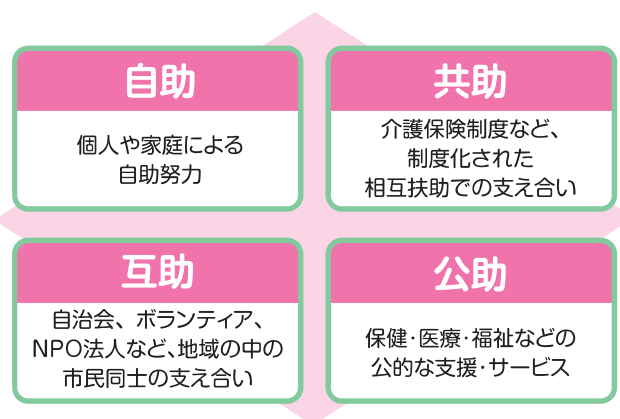 自助
個人や家庭による
自助努力
共助
介護保険制度など、
制度化された
相互扶助での支え合い
互助
自治会、ボランティア、
NPO法人など、地域の中の
市民同士の支え合い
公助
保健・医療・福祉などの
公的な支援・サービス